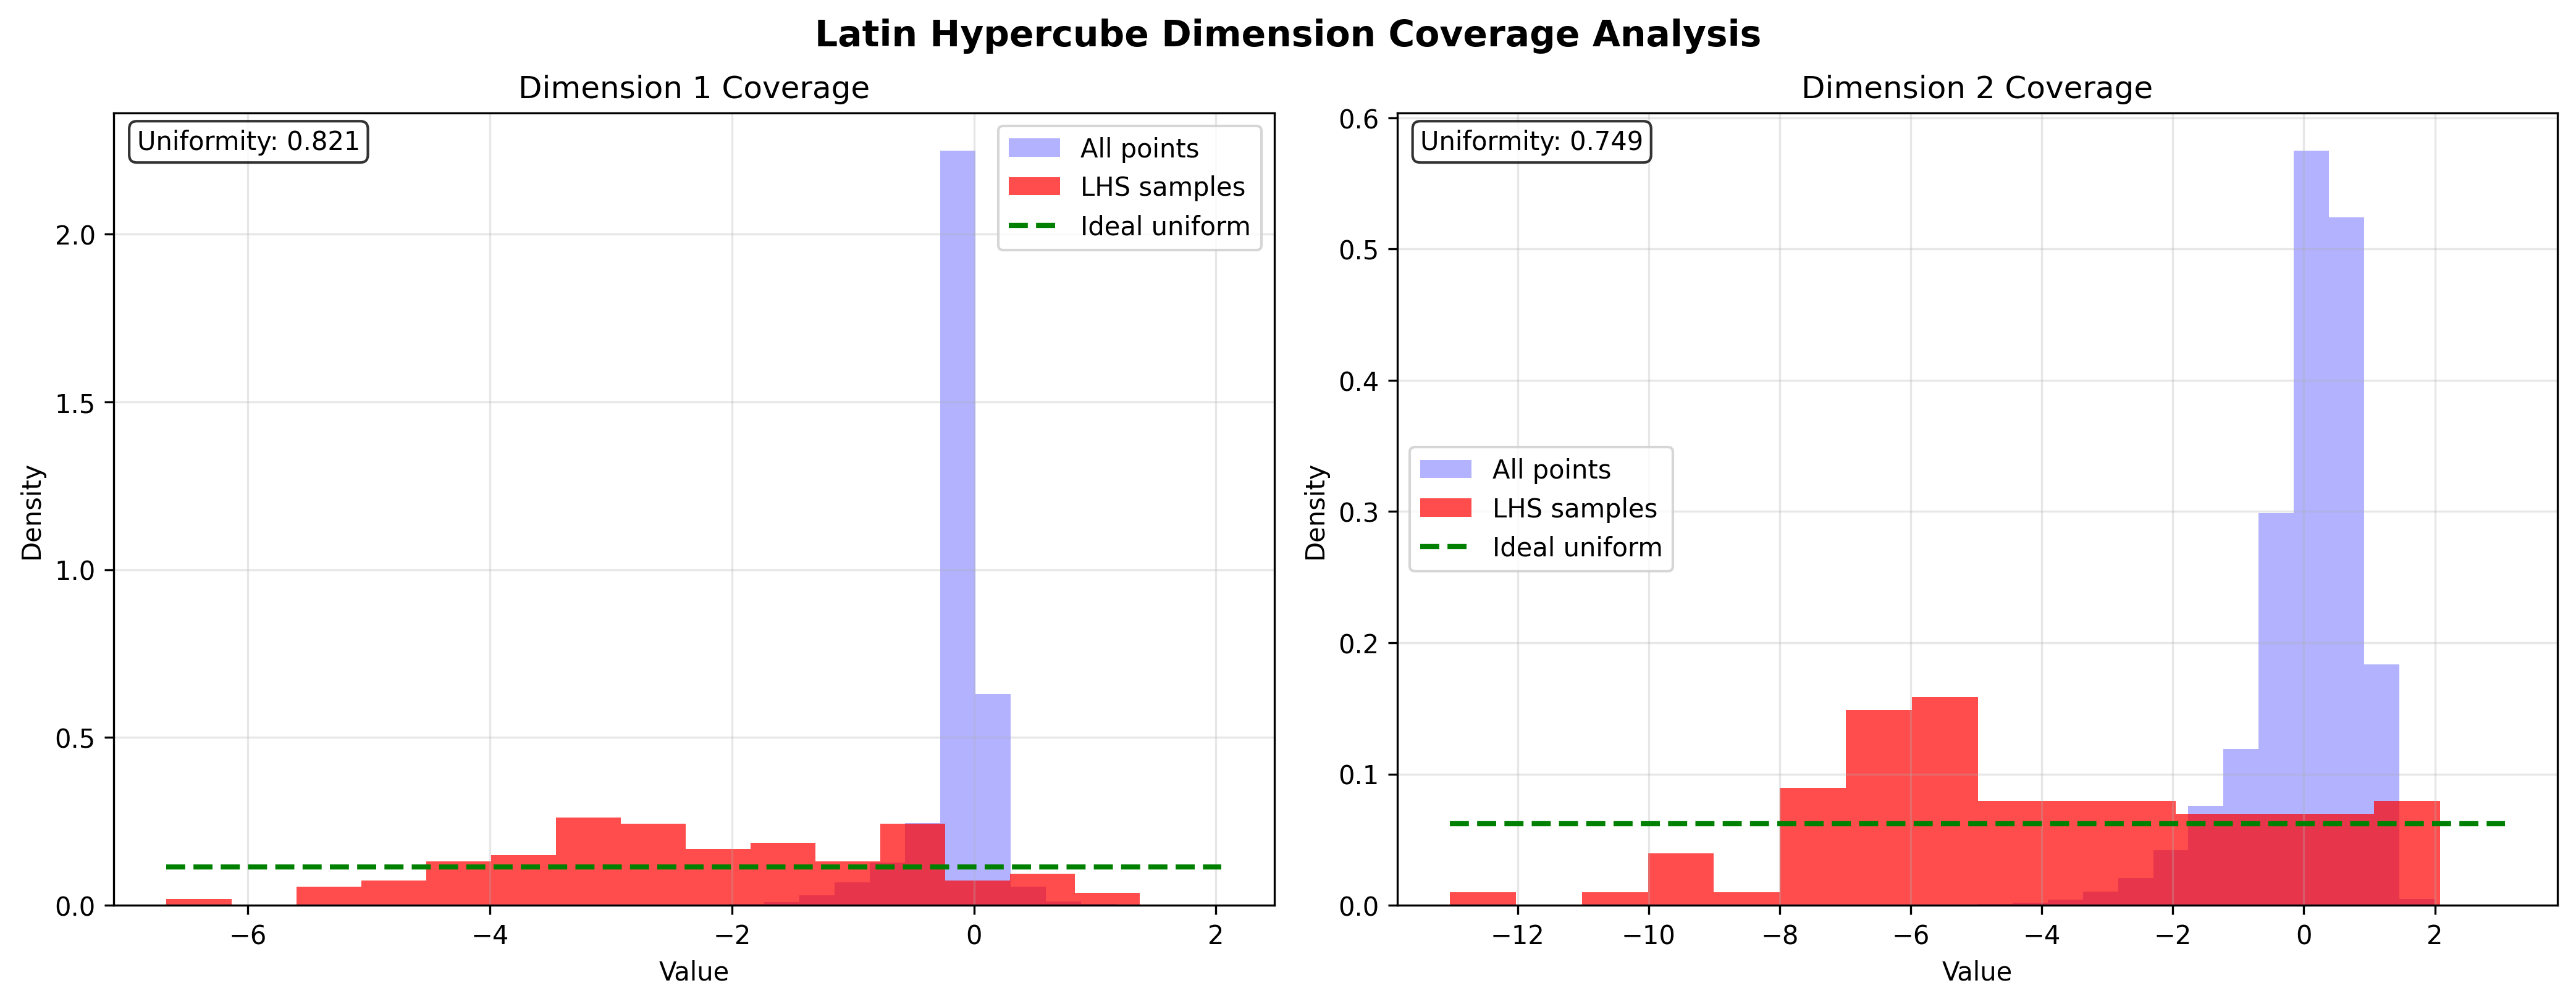 Latin Hypercube Dimension Coverage Analysis
Dimension 1 Coverage
Uniformity: 0.821
All points
LHS samples
Ideal uniform
Density
2.0
1.5
1.0
0.5
0.0
−6 −4 −2 0 2
Value
Dimension 2 Coverage
Uniformity: 0.749
All points
LHS samples
Ideal uniform
Density
0.6
0.5
0.4
0.3
0.2
0.1
0.0
−12 −10 −8 −6 −4 −2 0 2
Value